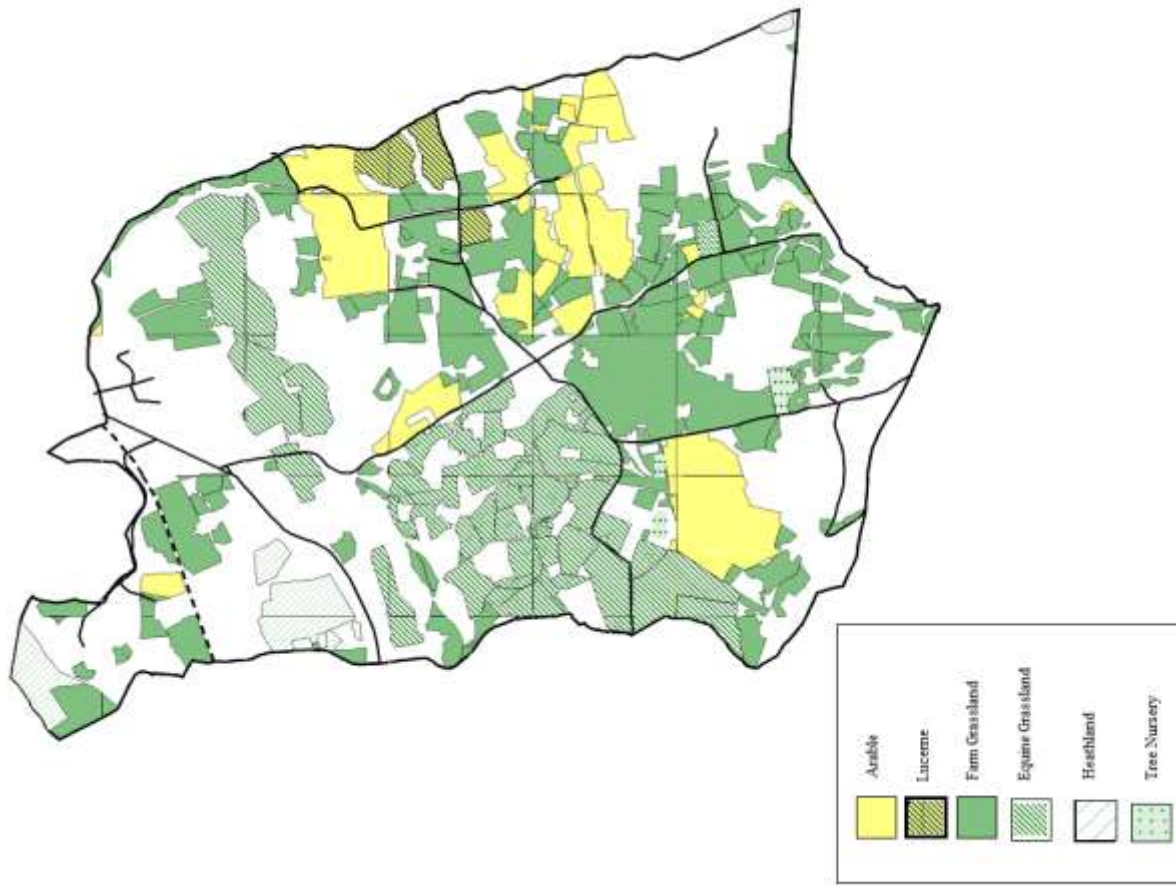 Arable
Lucerne
Farm Grassland
Equine Grassland
Heathland
Tree Nursery